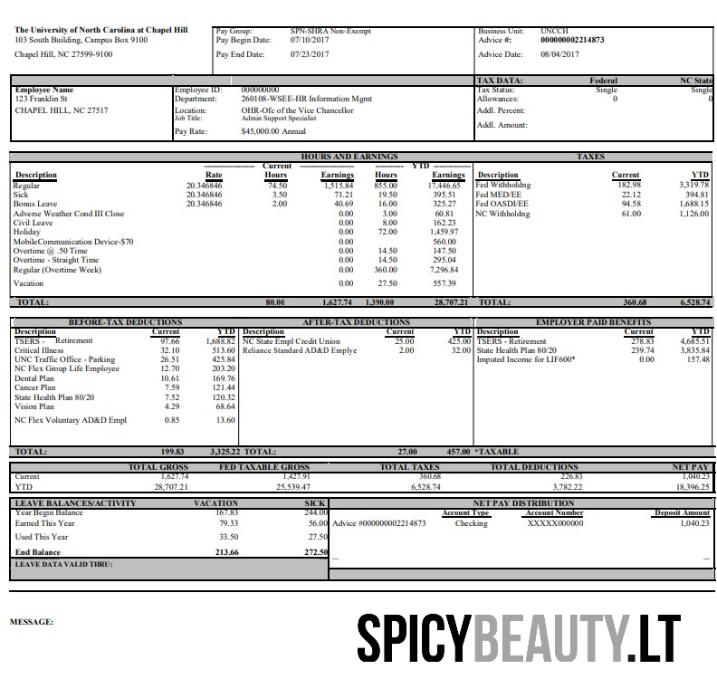 The University of North Carolina at Chapel Hill Pay Group: SPN-SHRA Non-Exempt Business Unit: UNCCH
103 South Building, Campus Box 9100 Pay Begin Date: 07/10/2017 Advice #: 000000002214873
Chapel Hill, NC 27599-9100 Pay End Date: 07/23/2017 Advice Date: 08/04/2017
TAX DATA: Federal NC State
Employee Name Employee ID: 000000000 Tax Status: Single Single
123 Franklin St Department: 260108-WSEE-HR Information Mgmt Allowances: 0 0
CHAPEL HILL, NC 27517 Location: OHR-Ofc of the Vice Chancellor Addl. Percent:
Job Title: Admin Support Specialist Addl. Amount:
Pay Rate: $45,000.00 Annual
HOURS AND EARNINGS TAXES
Current YTD
Description Rate Hours Earnings Hours Earnings Description Current YTD
Regular 20.346846 74.50 1,515.84 855.00 17,446.65 Fed Withholdng 182.98 3,319.78
Sick 20.346846 3.50 71.21 19.50 395.51 Fed MED/EE 22.12 394.81
Bonus Leave 20.346846 2.00 40.69 16.00 325.27 Fed OASDI/EE 94.58 1,688.15
Adverse Weather Cond III Close 0.00 3.00 60.81 NC Withholdng 61.00 1,126.00
Civil Leave 0.00 8.00 162.23
Holiday 0.00 72.00 1,459.97
MobileCommunication Device-$70 0.00 560.00
Overtime @ .50 Time 0.00 14.50 147.50
Overtime - Straight Time 0.00 14.50 295.04
Regular (Overtime Week) 0.00 360.00 7,296.84
Vacation 0.00 27.50 557.39
TOTAL: 80.00 1,627.74 1,390.00 28,707.21 TOTAL: 360.68 6,528.74
BEFORE-TAX DEDUCTIONS AFTER-TAX DEDUCTIONS EMPLOYER PAID BENEFITS
Description Current YTD Description Current YTD Description Current YTD
TSERS - Retirement 97.66 1,688.82 NC State Empl Credit Union 25.00 425.00 TSERS - Retirement 278.83 4,685.51
Critical Illness 32.10 513.60 Reliance Standard AD&D Emplye 2.00 32.00 State Health Plan 80/20 239.74 3,835.84
UNC Traffic Office - Parking 26.51 425.84 Imputed Income for LIF600* 0.00 157.48
NC Flex Group Life Employee 12.70 203.20
Dental Plan 10.61 169.76
Cancer Plan 7.59 121.44
State Health Plan 80/20 7.52 120.32
Vision Plan 4.29 68.64
NC Flex Voluntary AD&D Empl 0.85 13.60
TOTAL: 199.83 3,325.22 TOTAL: 27.00 457.00 *TAXABLE
TOTAL GROSS FED TAXABLE GROSS TOTAL TAXES TOTAL DEDUCTIONS NET PAY
Current 1,627.74 1,427.91 360.68 226.83 1,040.23
YTD 28,707.21 25,539.47 6,528.74 3,782.22 18,396.25
LEAVE BALANCES/ACTIVITY VACATION SICK NET PAY DISTRIBUTION
Year Begin Balance 167.83 244.00 Account Type Account Number Deposit Amount
Earned This Year 79.33 56.00 Advice #000000002214873 Checking XXXXX000000 1,040.23
Used This Year 33.50 27.50
End Balance 213.66 272.50
LEAVE DATA VALID THRU:
MESSAGE:
SPICYBEAUTY.LT